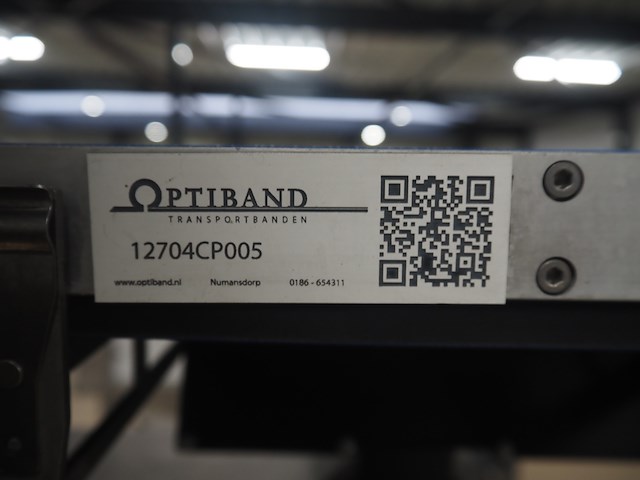 OPTIBAND
TRANSPORTBANDEN
12704CP005
www.optiband.nl Numansdorp 0186 - 654311